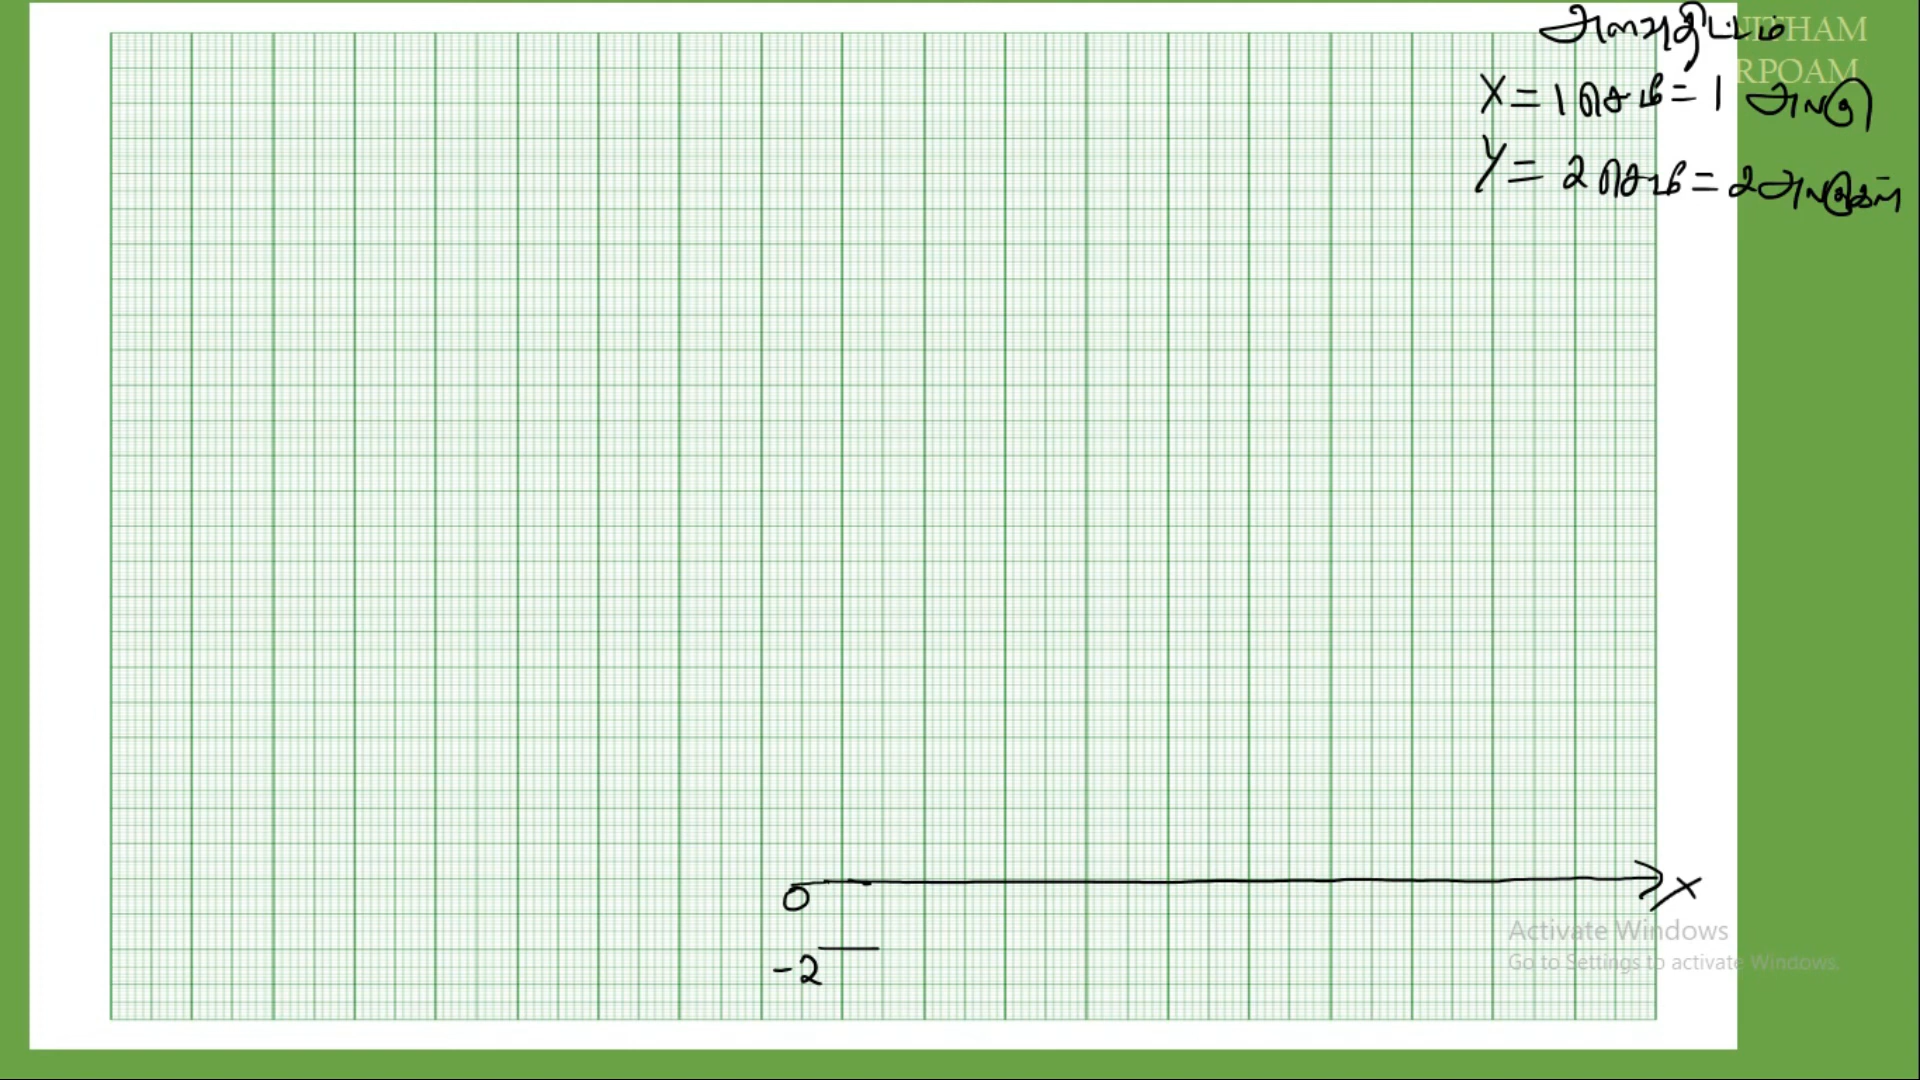 அளவுத்திட்டம்
X = 1 செமீ = 1 அலகு
Y = 2 செமீ = 2 அலகுகள்
RPOAM
X
0
-2
Activate Windows
Go to Settings to activate Windows.